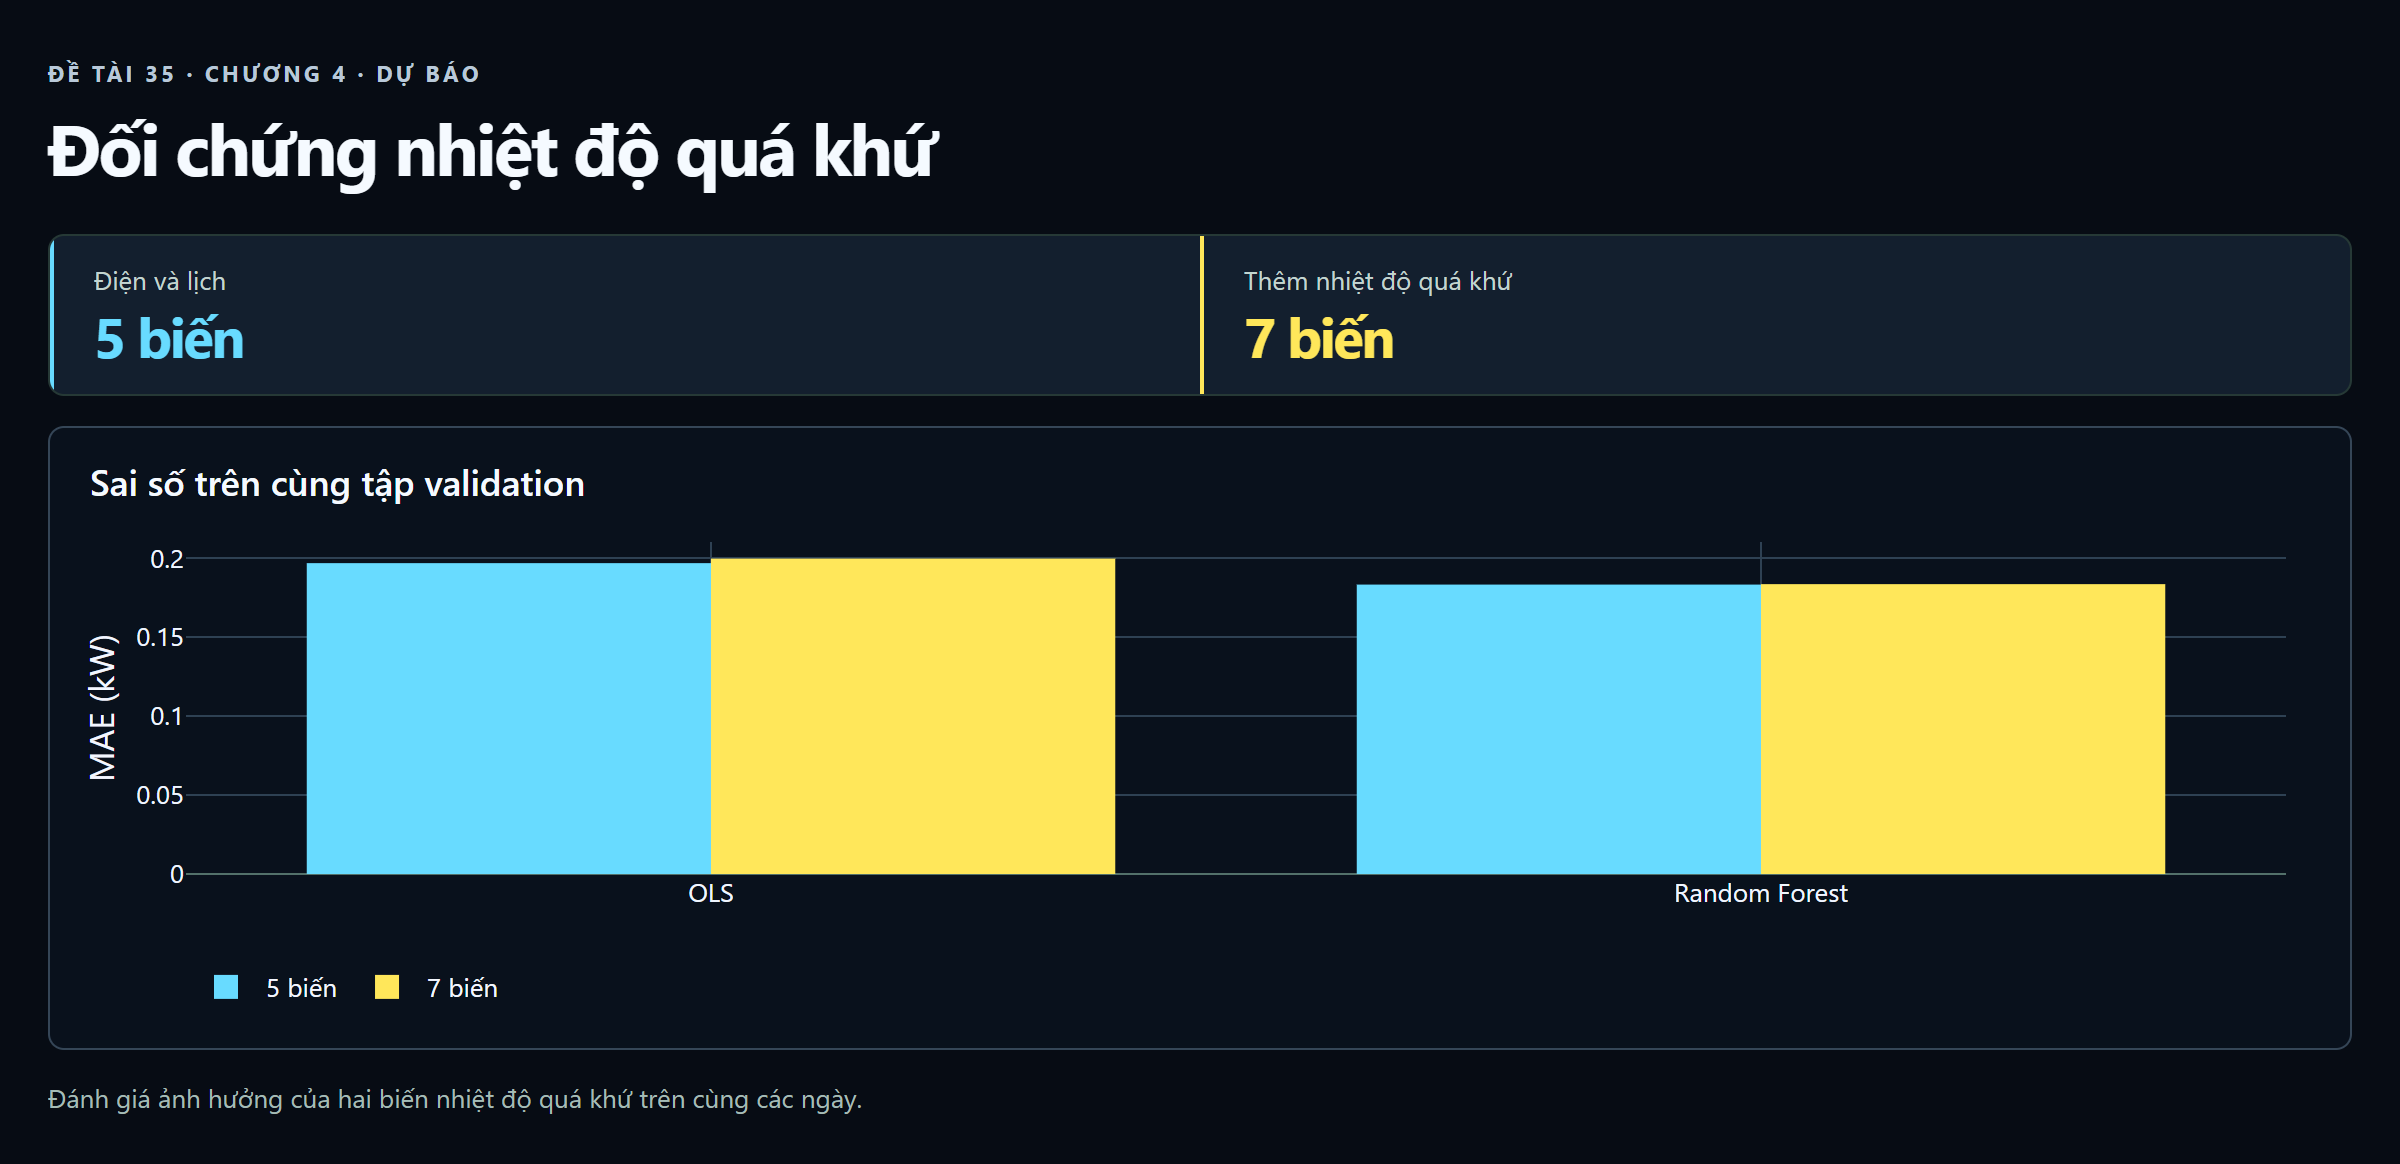 ĐỀ TÀI 35 · CHƯƠNG 4 · DỰ BÁO
Đối chứng nhiệt độ quá khứ
Điện và lịch
5 biến
Thêm nhiệt độ quá khứ
7 biến
Sai số trên cùng tập validation
MAE (kW)
0.2
0.15
0.1
0.05
0
OLS
Random Forest
5 biến
7 biến
Đánh giá ảnh hưởng của hai biến nhiệt độ quá khứ trên cùng các ngày.